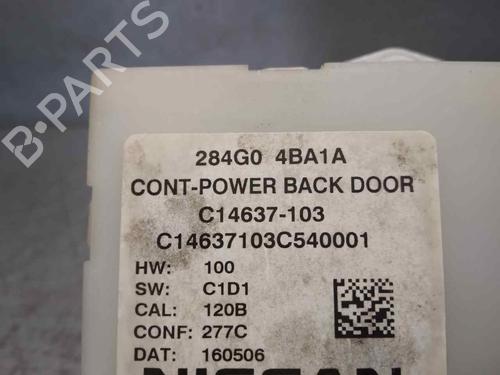 B-PARTS
284G0 4BA1A
CONT-POWER BACK DOOR
C14637-103
C14637103C540001
HW: 100
SW: C1D1
CAL: 120B
CONF: 277C
DAT: 160506
NISSAN